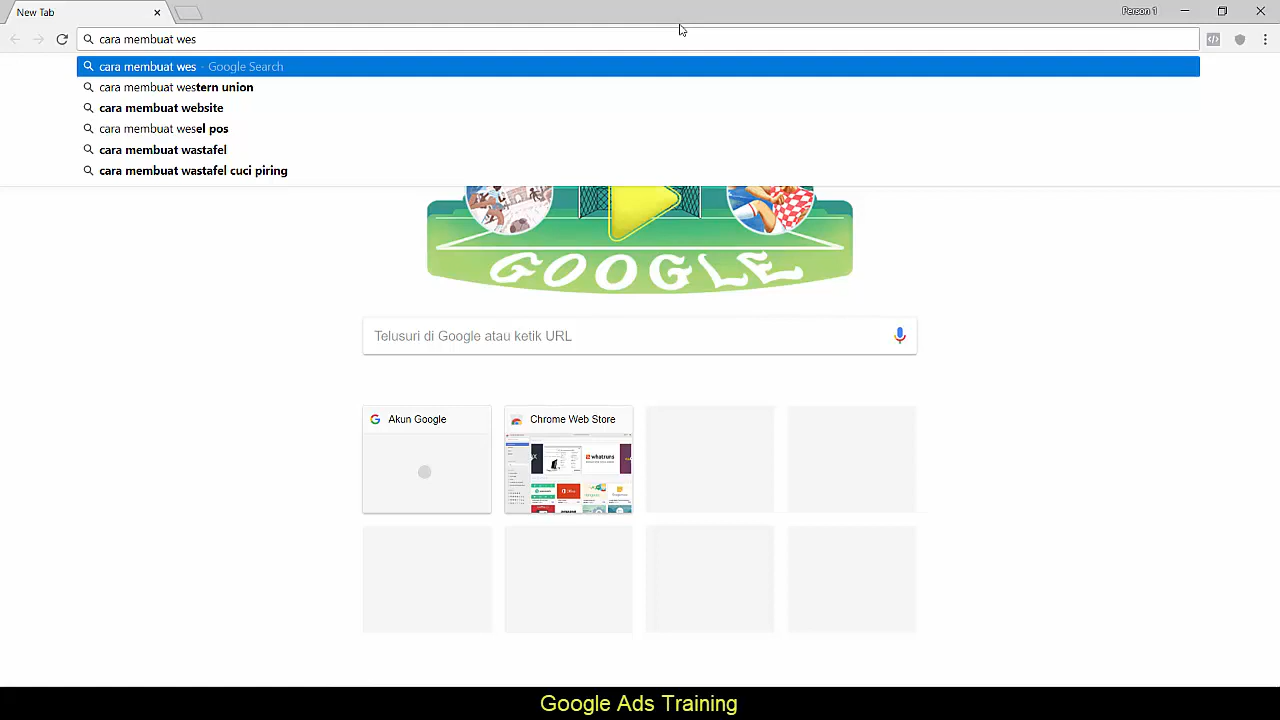 New Tab
Person 1
cara membuat wes
cara membuat wes - Google Search
cara membuat western union
cara membuat website
cara membuat wesel pos
cara membuat wastafel
cara membuat wastafel cuci piring
GOOGLE
Telusuri di Google atau ketik URL
Akun Google
Chrome Web Store
whatruns
Google Ads Training